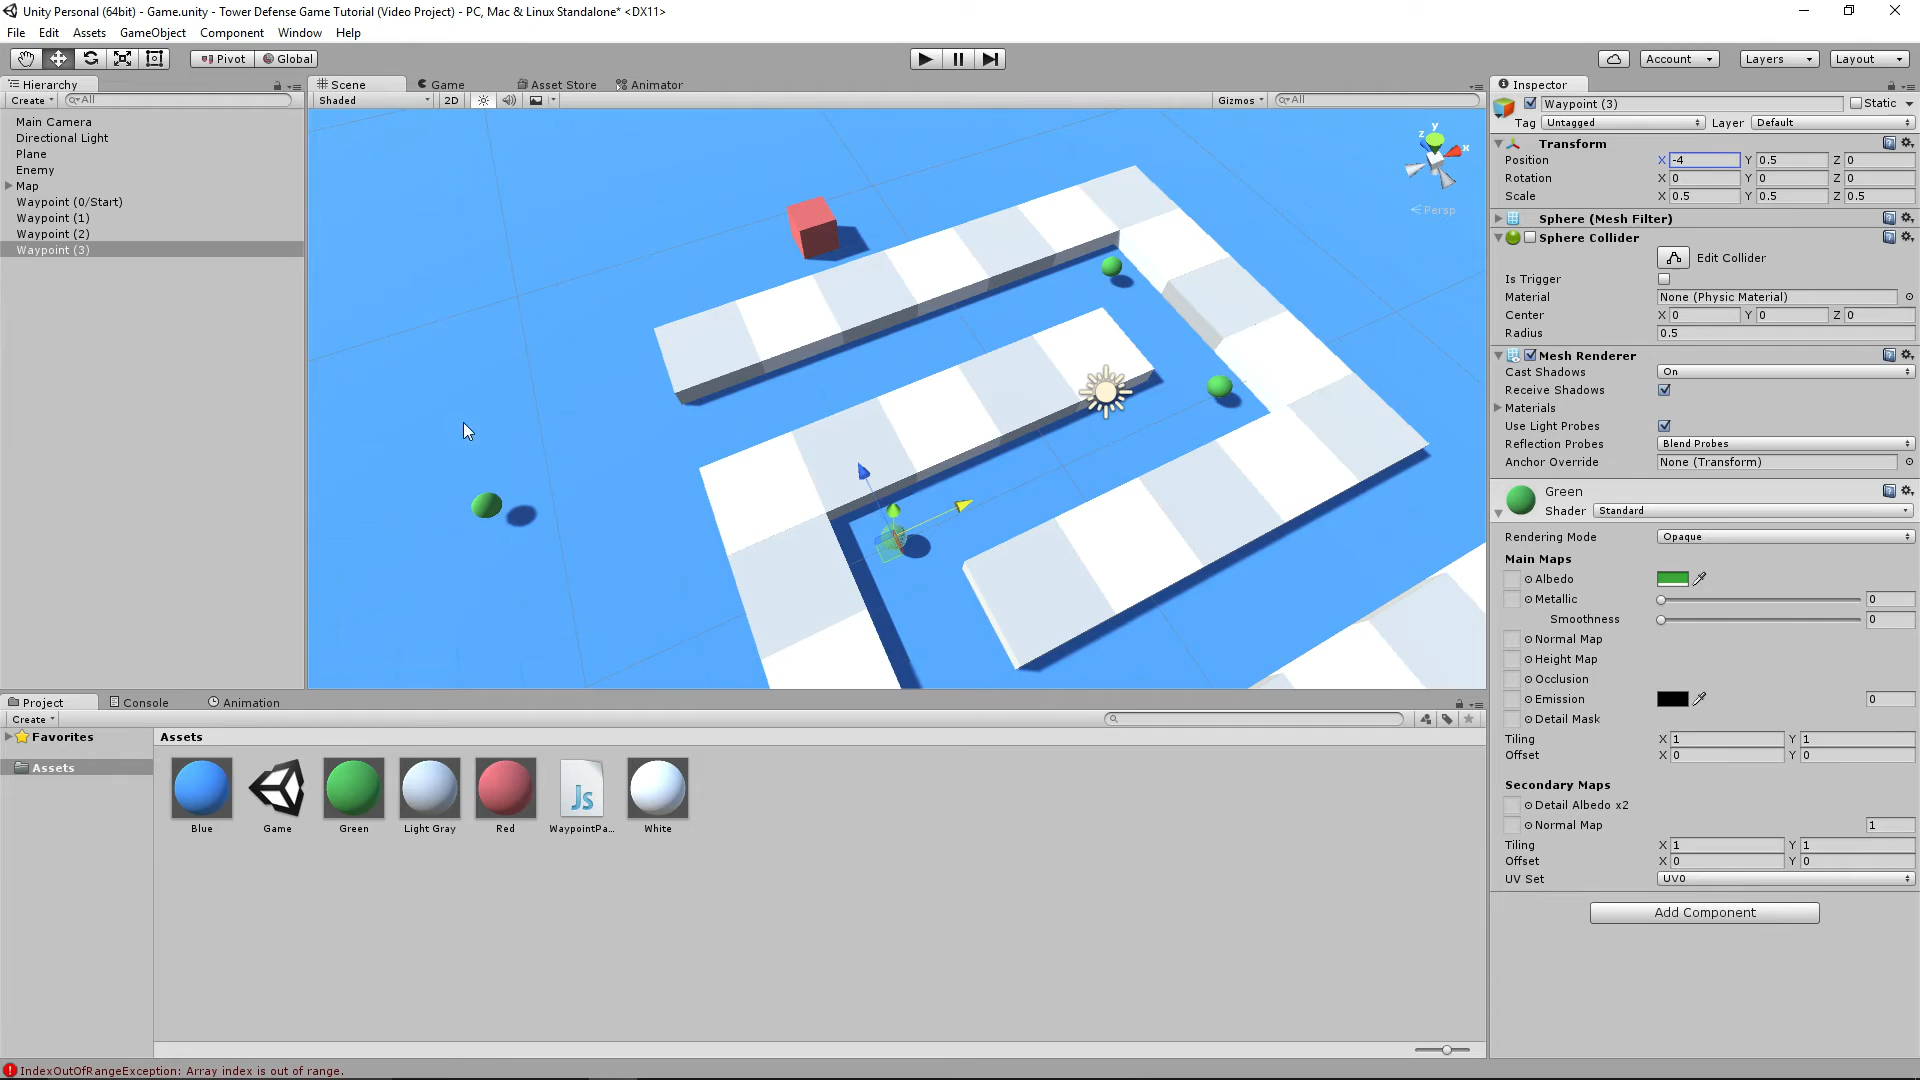 Unity Personal (64bit) - Game.unity - Tower Defense Game Tutorial (Video Project) - PC, Mac & Linux Standalone* <DX11>
File Edit Assets GameObject Component Window Help
Pivot Global Account Layers Layout
Hierarchy
Create All
Main Camera
Directional Light
Plane
Enemy
Map
Waypoint (0/Start)
Waypoint (1)
Waypoint (2)
Waypoint (3)
Scene Game Asset Store Animator
Shaded 2D Gizmos All
y
z
x
Persp
Inspector
Waypoint (3) Static
Tag Untagged Layer Default
Transform
Position X -4 Y 0.5 Z 0
Rotation X 0 Y 0 Z 0
Scale X 0.5 Y 0.5 Z 0.5
Sphere (Mesh Filter)
Sphere Collider
Edit Collider
Is Trigger
Material None (Physic Material)
Center X 0 Y 0 Z 0
Radius 0.5
Mesh Renderer
Cast Shadows On
Receive Shadows
Materials
Use Light Probes
Reflection Probes Blend Probes
Anchor Override None (Transform)
Green
Shader Standard
Rendering Mode Opaque
Main Maps
Albedo
Metallic 0
Smoothness 0
Normal Map
Height Map
Occlusion
Emission 0
Detail Mask
Tiling X 1 Y 1
Offset X 0 Y 0
Secondary Maps
Detail Albedo x2
Normal Map 1
Tiling X 1 Y 1
Offset X 0 Y 0
UV Set UV0
Add Component
Project Console Animation
Create
Favorites
Assets
Assets
Js
Blue Game Green Light Gray Red WaypointPa... White
IndexOutOfRangeException: Array index is out of range.